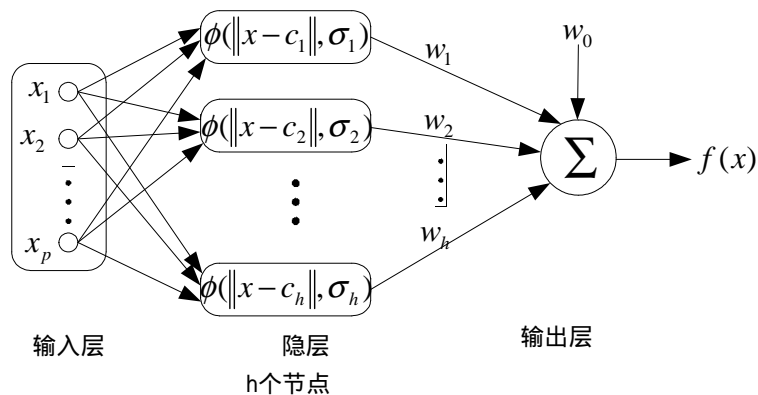 x₁
x₂
xₚ
ϕ(‖x−c₁‖,σ₁)
ϕ(‖x−c₂‖,σ₂)
ϕ(‖x−cₕ‖,σₕ)
w₁
w₂
wₕ
w₀
Σ
f(x)
输入层
隐层
h个节点
输出层